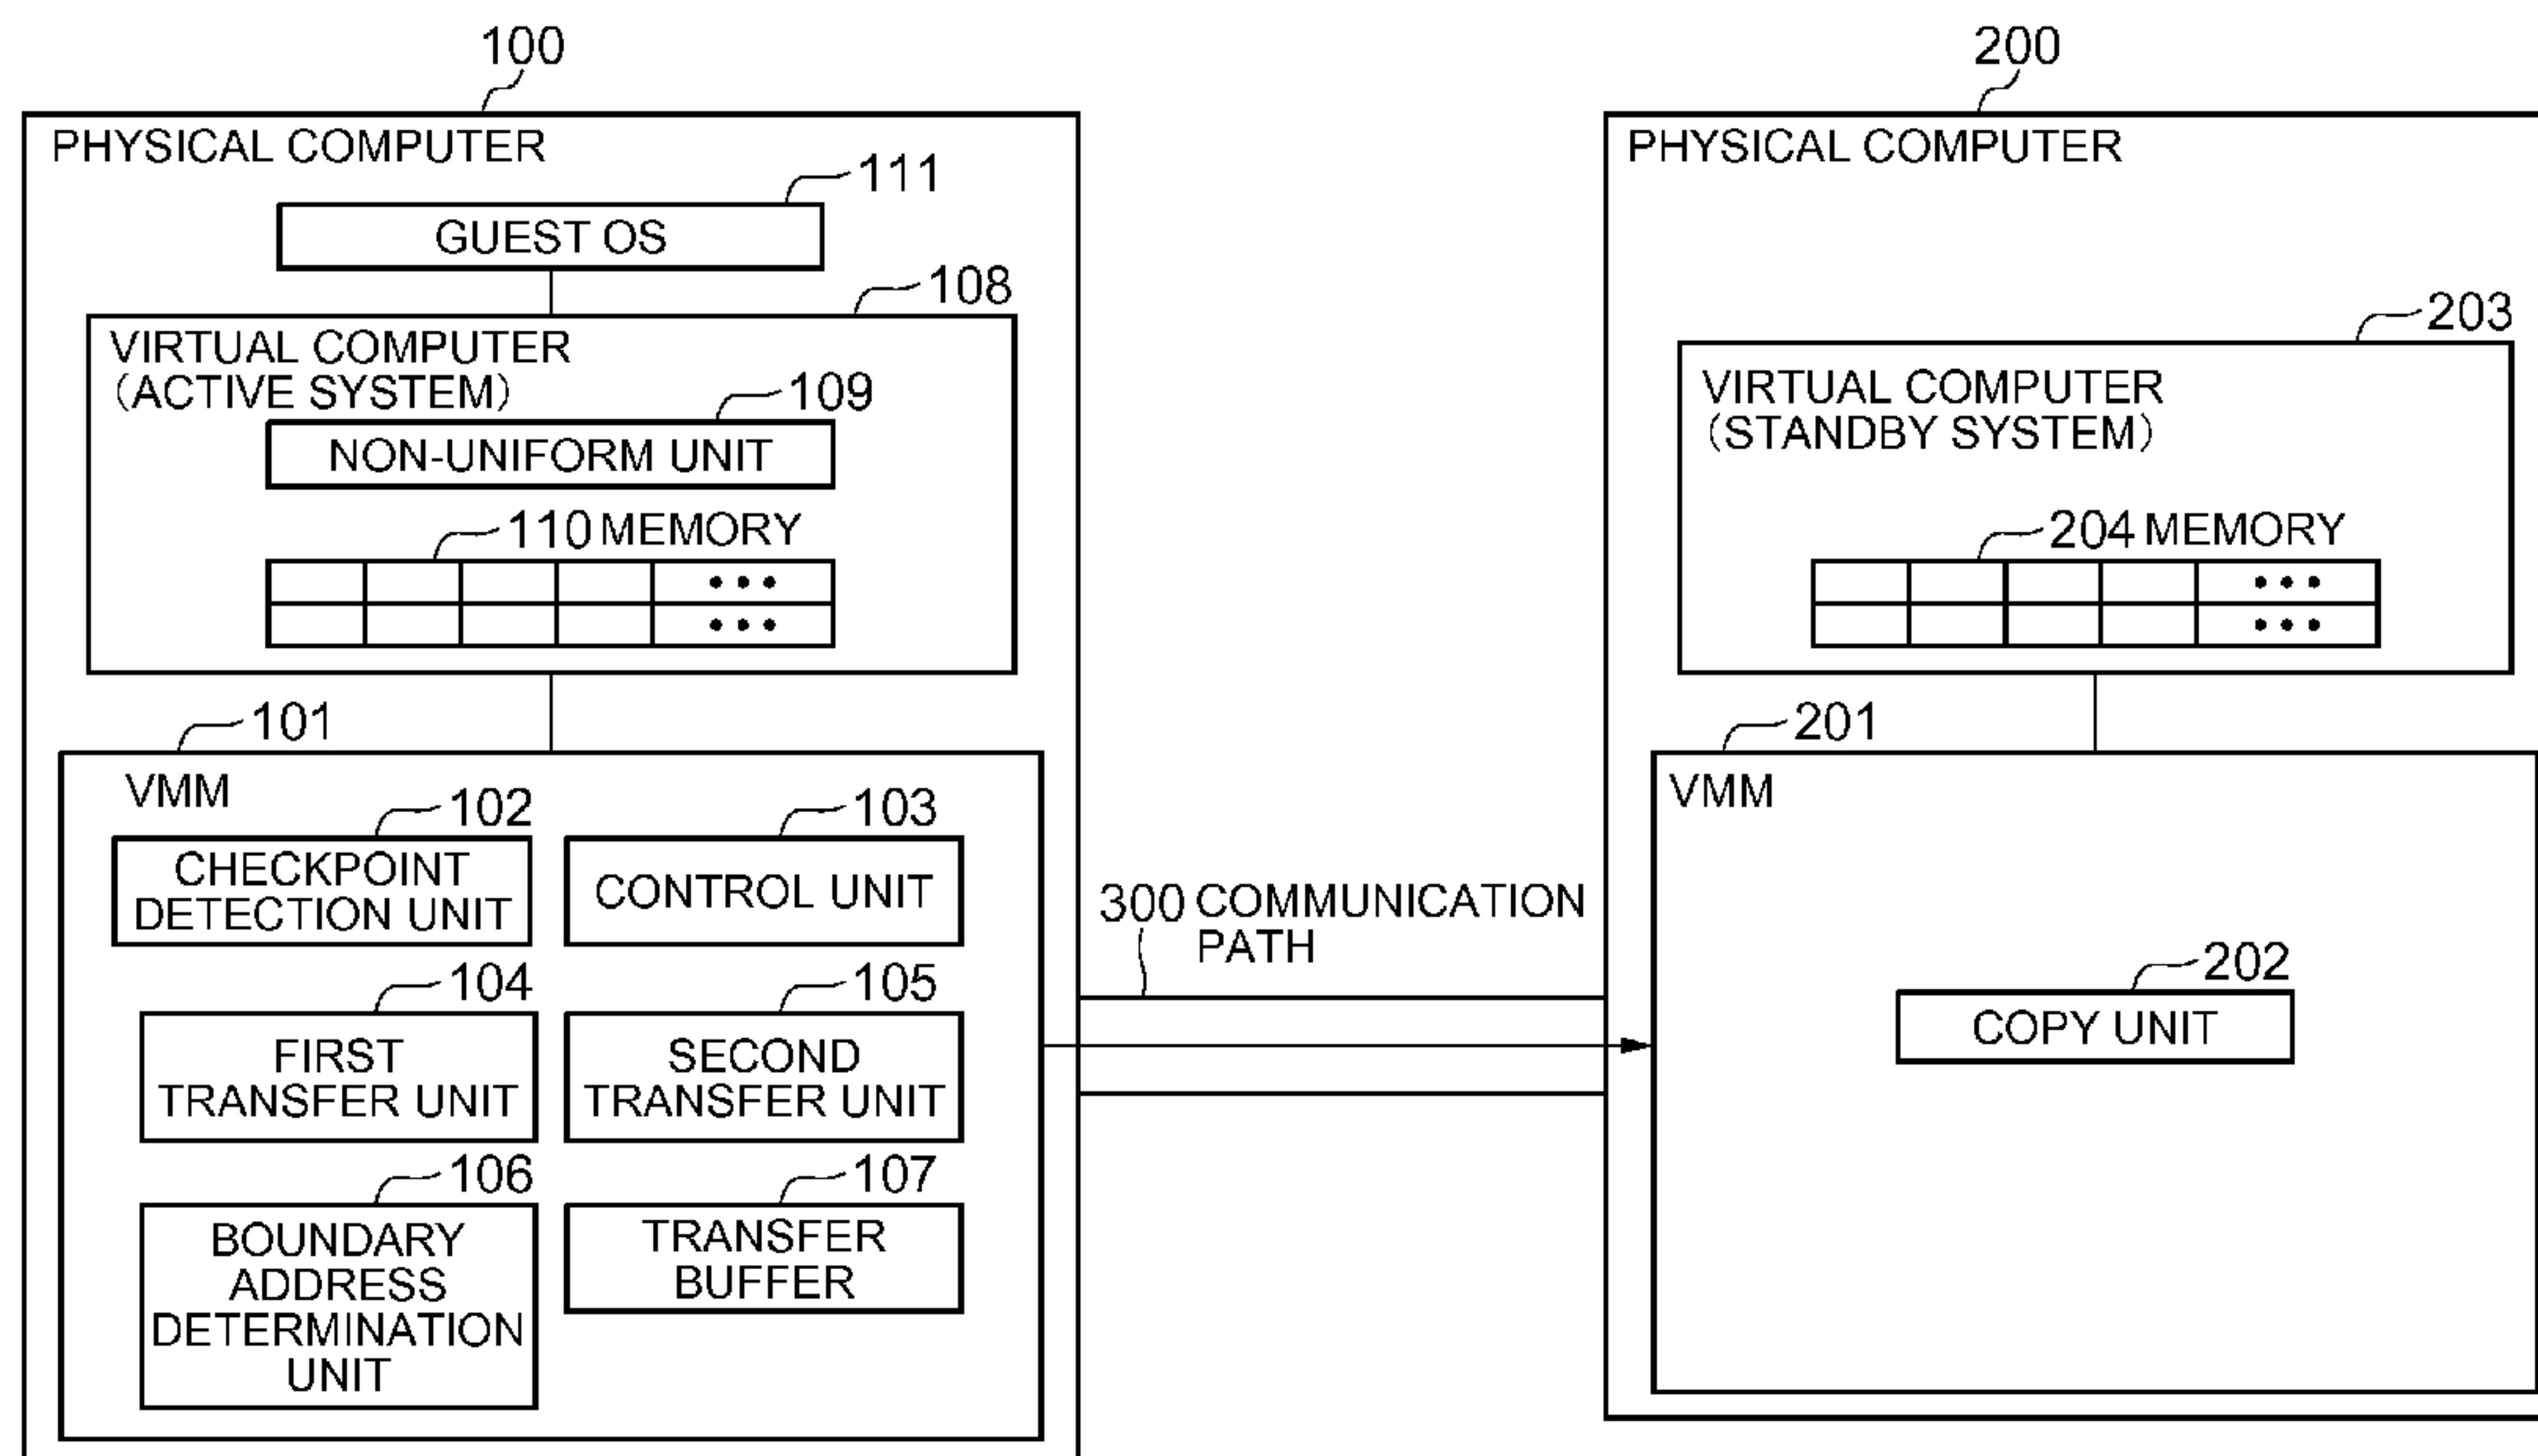 100
PHYSICAL COMPUTER
111
GUEST OS
108
VIRTUAL COMPUTER
(ACTIVE SYSTEM)
109
NON-UNIFORM UNIT
110 MEMORY
••• 
•••
101
VMM
102
CHECKPOINT
DETECTION UNIT
103
CONTROL UNIT
104
FIRST
TRANSFER UNIT
105
SECOND
TRANSFER UNIT
106
BOUNDARY
ADDRESS
DETERMINATION
UNIT
107
TRANSFER
BUFFER
300 COMMUNICATION
PATH
200
PHYSICAL COMPUTER
203
VIRTUAL COMPUTER
(STANDBY SYSTEM)
204 MEMORY
•••
•••
201
VMM
202
COPY UNIT